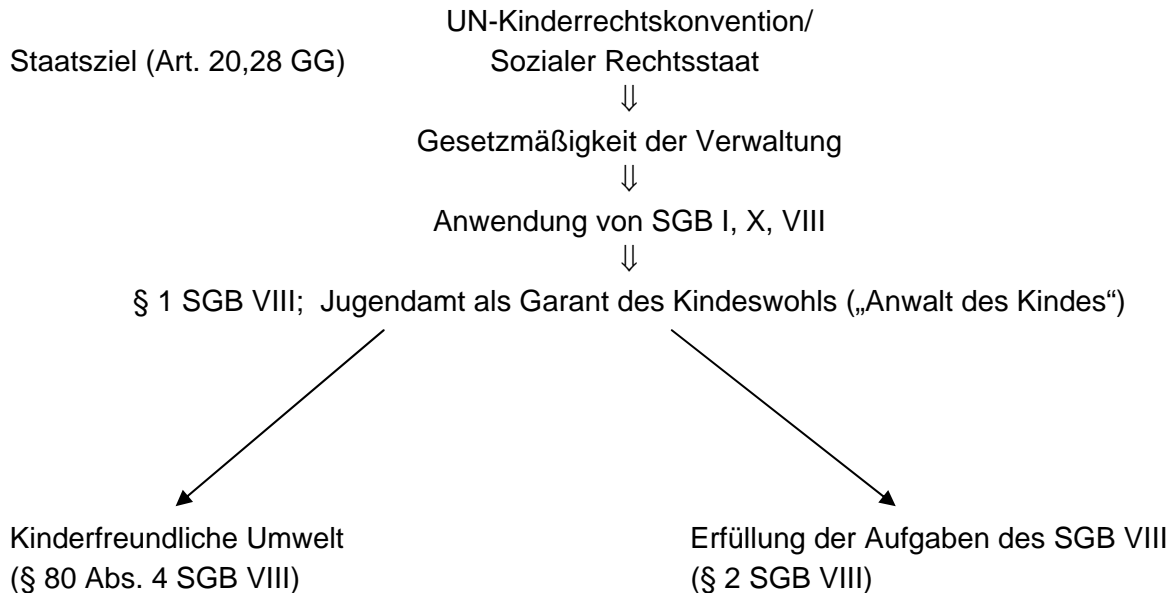 UN-Kinderrechtskonvention/
Staatsziel (Art. 20,28 GG) Sozialer Rechtsstaat
⇓
Gesetzmäßigkeit der Verwaltung
⇓
Anwendung von SGB I, X, VIII
⇓
§ 1 SGB VIII; Jugendamt als Garant des Kindeswohls („Anwalt des Kindes“)
Kinderfreundliche Umwelt
(§ 80 Abs. 4 SGB VIII)
Erfüllung der Aufgaben des SGB VIII
(§ 2 SGB VIII)